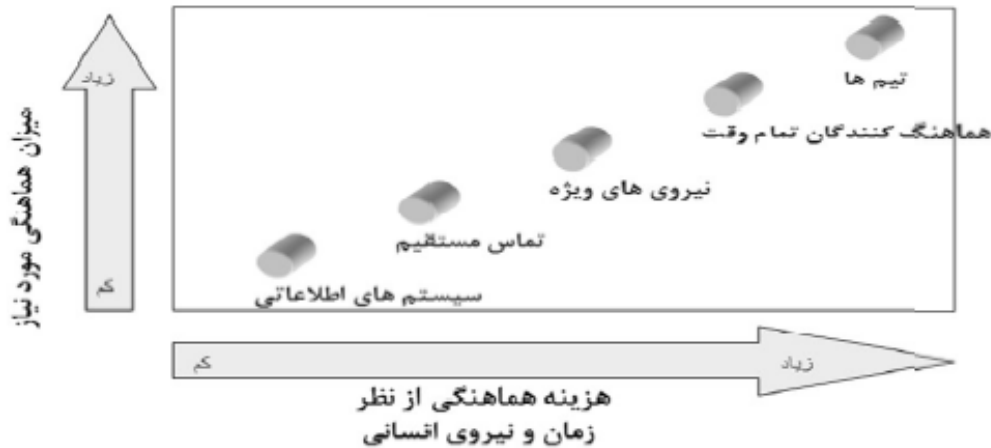 زیاد
تیم ها
هماهنگ کنندگان تمام وقت
نیروی های ویژه
تماس مستقیم
سیستم های اطلاعاتی
کم
میزان هماهنگی مورد نیاز
کم
زیاد
هزینه هماهنگی از نظر
زمان و نیروی انسانی